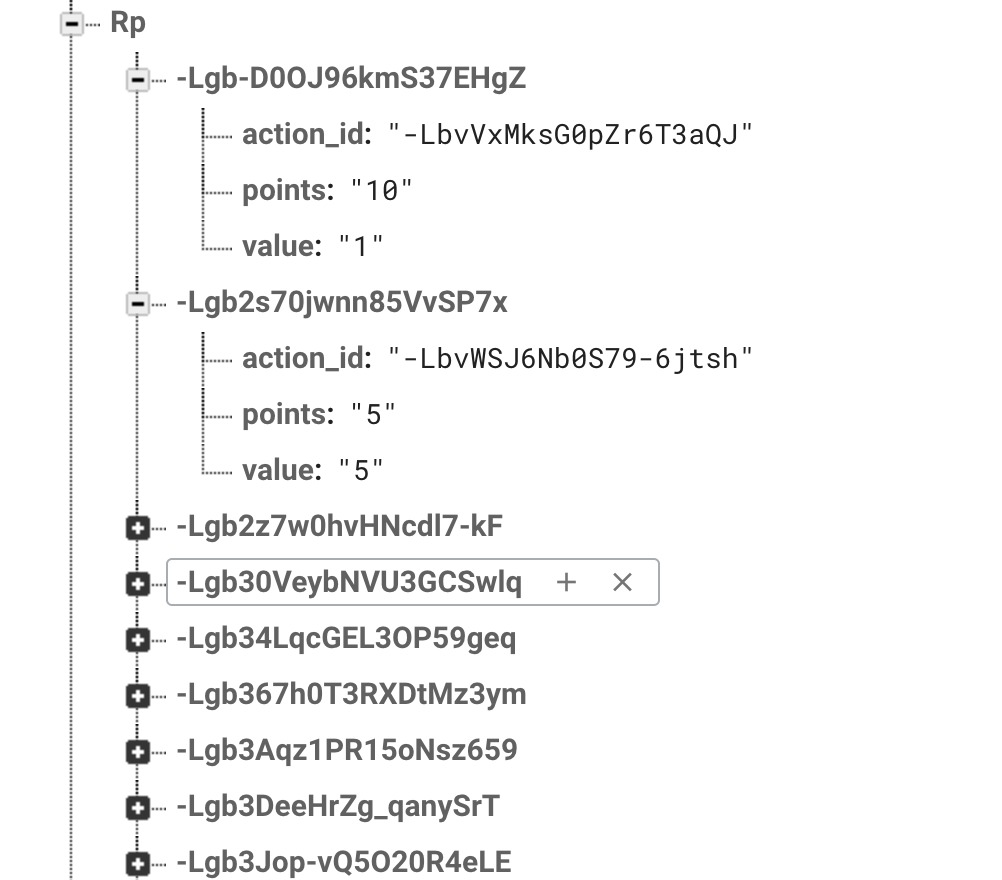 Rp
-Lgb-D0OJ96kmS37EHgZ
action_id: "-LbvVxMksG0pZr6T3aQJ"
points: "10"
value: "1"
-Lgb2s70jwnn85VvSP7x
action_id: "-LbvWSJ6Nb0S79-6jtsh"
points: "5"
value: "5"
-Lgb2z7w0hvHNcdl7-kF
-Lgb30VeybNVU3GCSwlq
-Lgb34LqcGEL3OP59geq
-Lgb367h0T3RXDtMz3ym
-Lgb3Aqz1PR15oNsz659
-Lgb3DeeHrZg_qanySrT
-Lgb3Jop-vQ5O20R4eLE